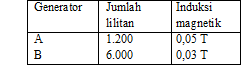 Generator Jumlah lilitan Induksi magnetik
A 1.200 0,05 T
B 6.000 0,03 T